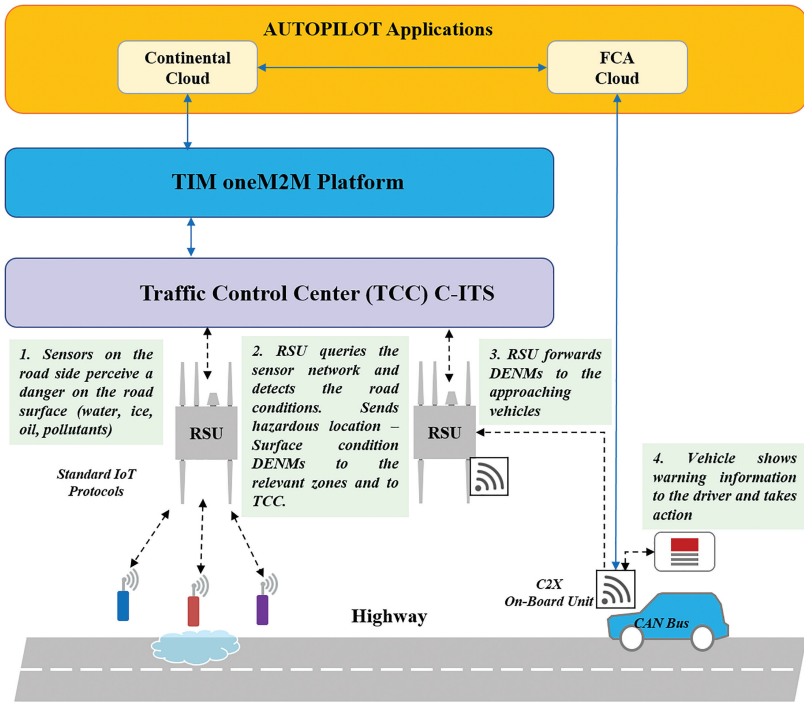 AUTOPILOT Applications
Continental
Cloud
FCA
Cloud
TIM oneM2M Platform
Traffic Control Center (TCC) C-ITS
1. Sensors on the
road side perceive a
danger on the road
surface (water, ice,
oil, pollutants)
RSU
2. RSU queries the
sensor network and
detects the road
conditions. Sends
hazardous location –
Surface condition
DENMs to the
relevant zones and to
TCC.
RSU
3. RSU forwards
DENMs to the
approaching
vehicles
4. Vehicle shows
warning information
to the driver and takes
action
Standard IoT
Protocols
C2X
On-Board Unit
Highway
CAN Bus